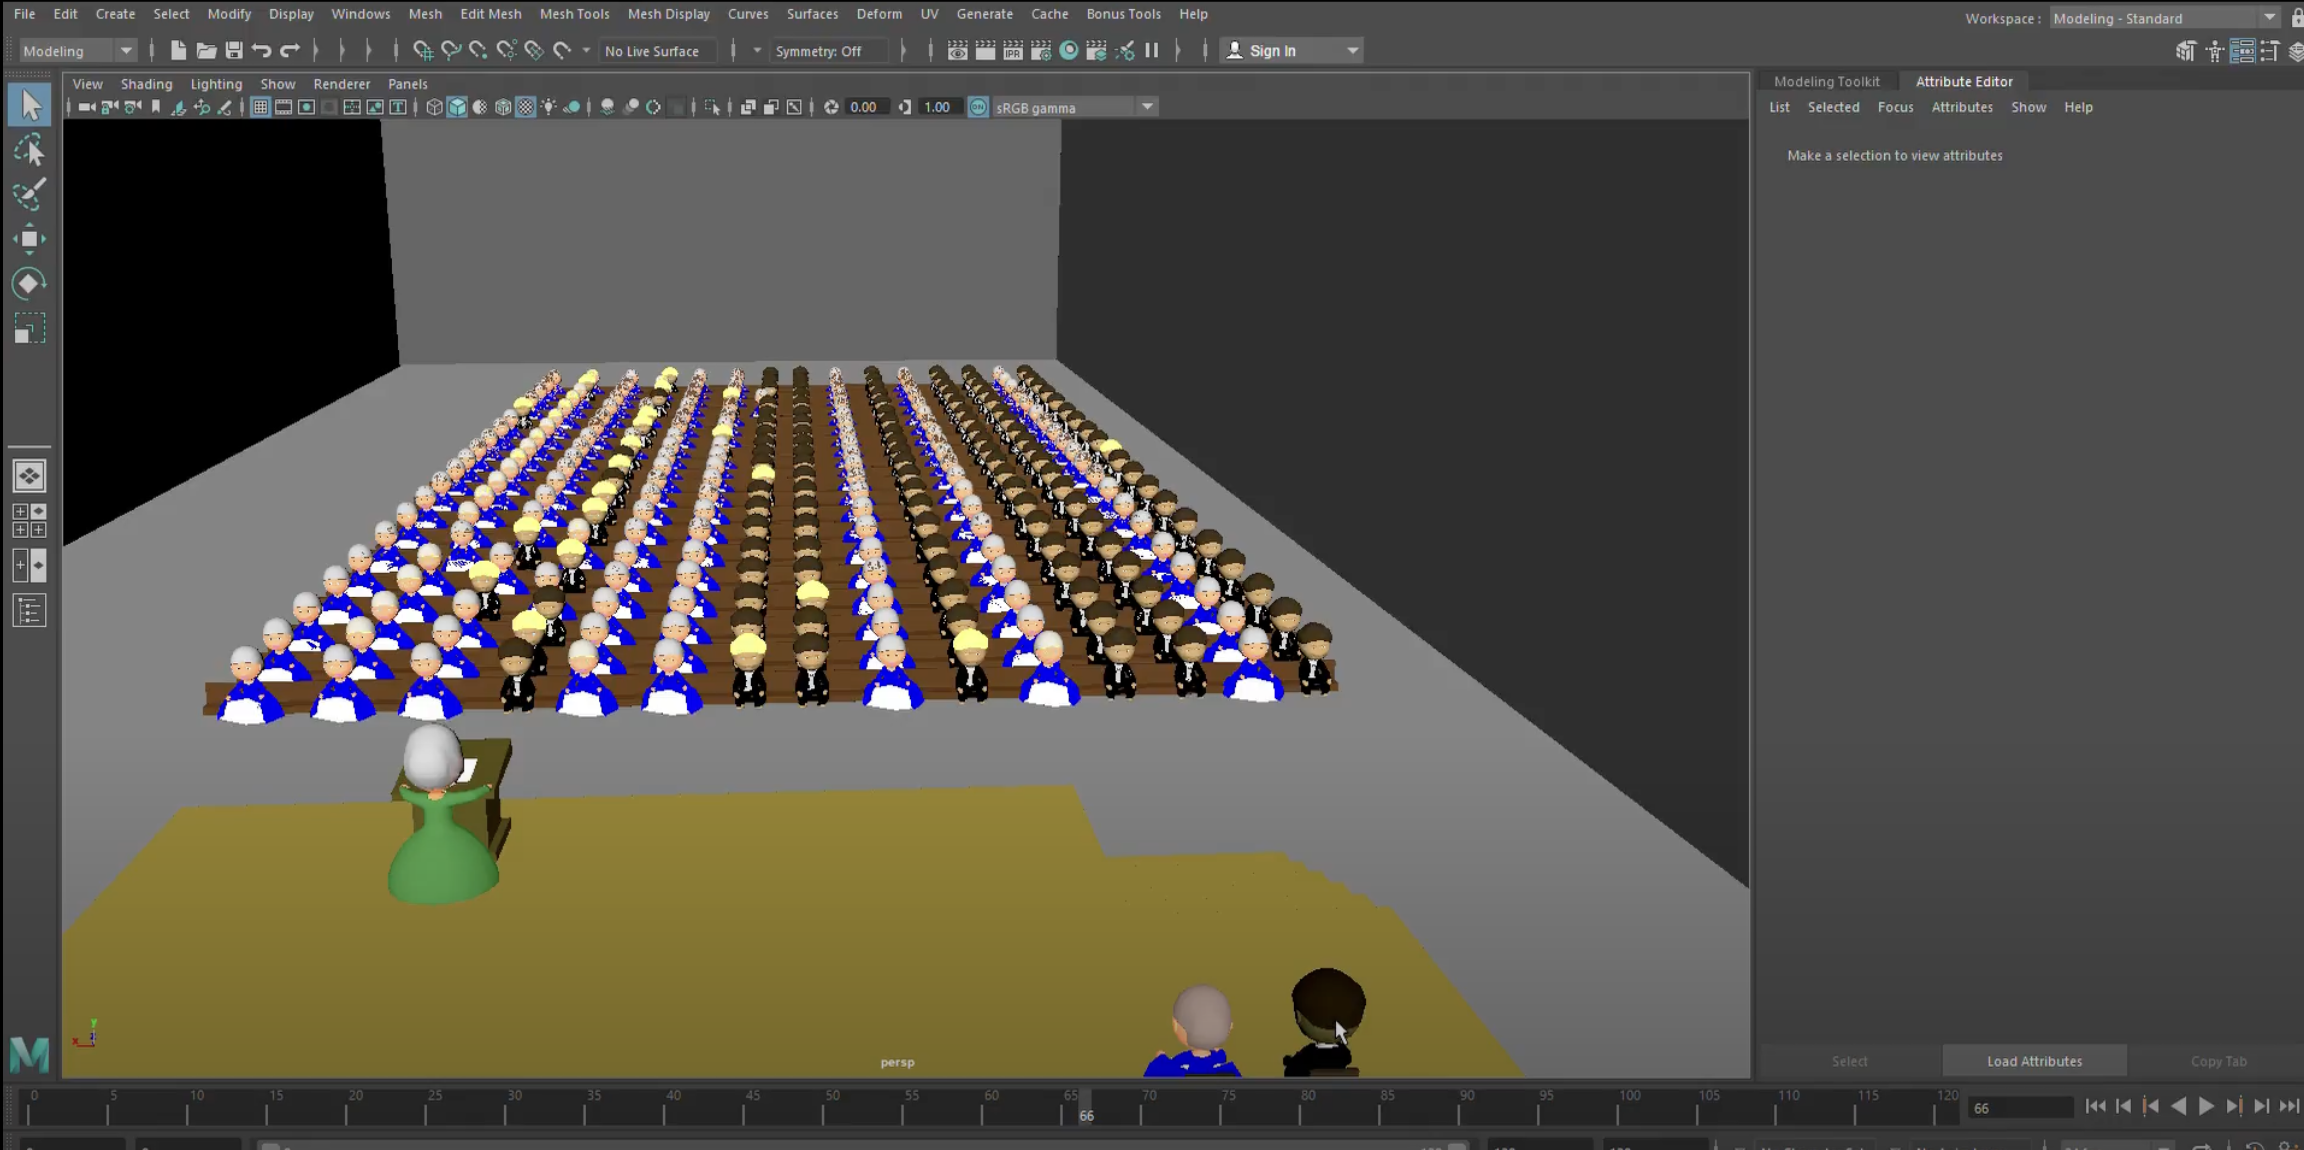 File Edit Create Select Modify Display Windows Mesh Edit Mesh Mesh Tools Mesh Display Curves Surfaces Deform UV Generate Cache Bonus Tools Help
Workspace : Modeling - Standard
Modeling No Live Surface Symmetry: Off IPR Sign In
View Shading Lighting Show Renderer Panels
Modeling Toolkit Attribute Editor
0.00 1.00 ON sRGB gamma
List Selected Focus Attributes Show Help
Make a selection to view attributes
y
x
persp
Select Load Attributes Copy Tab
0 5 10 15 20 25 30 35 40 45 50 55 60 65 70 75 80 85 90 95 100 105 110 115 120
66 66